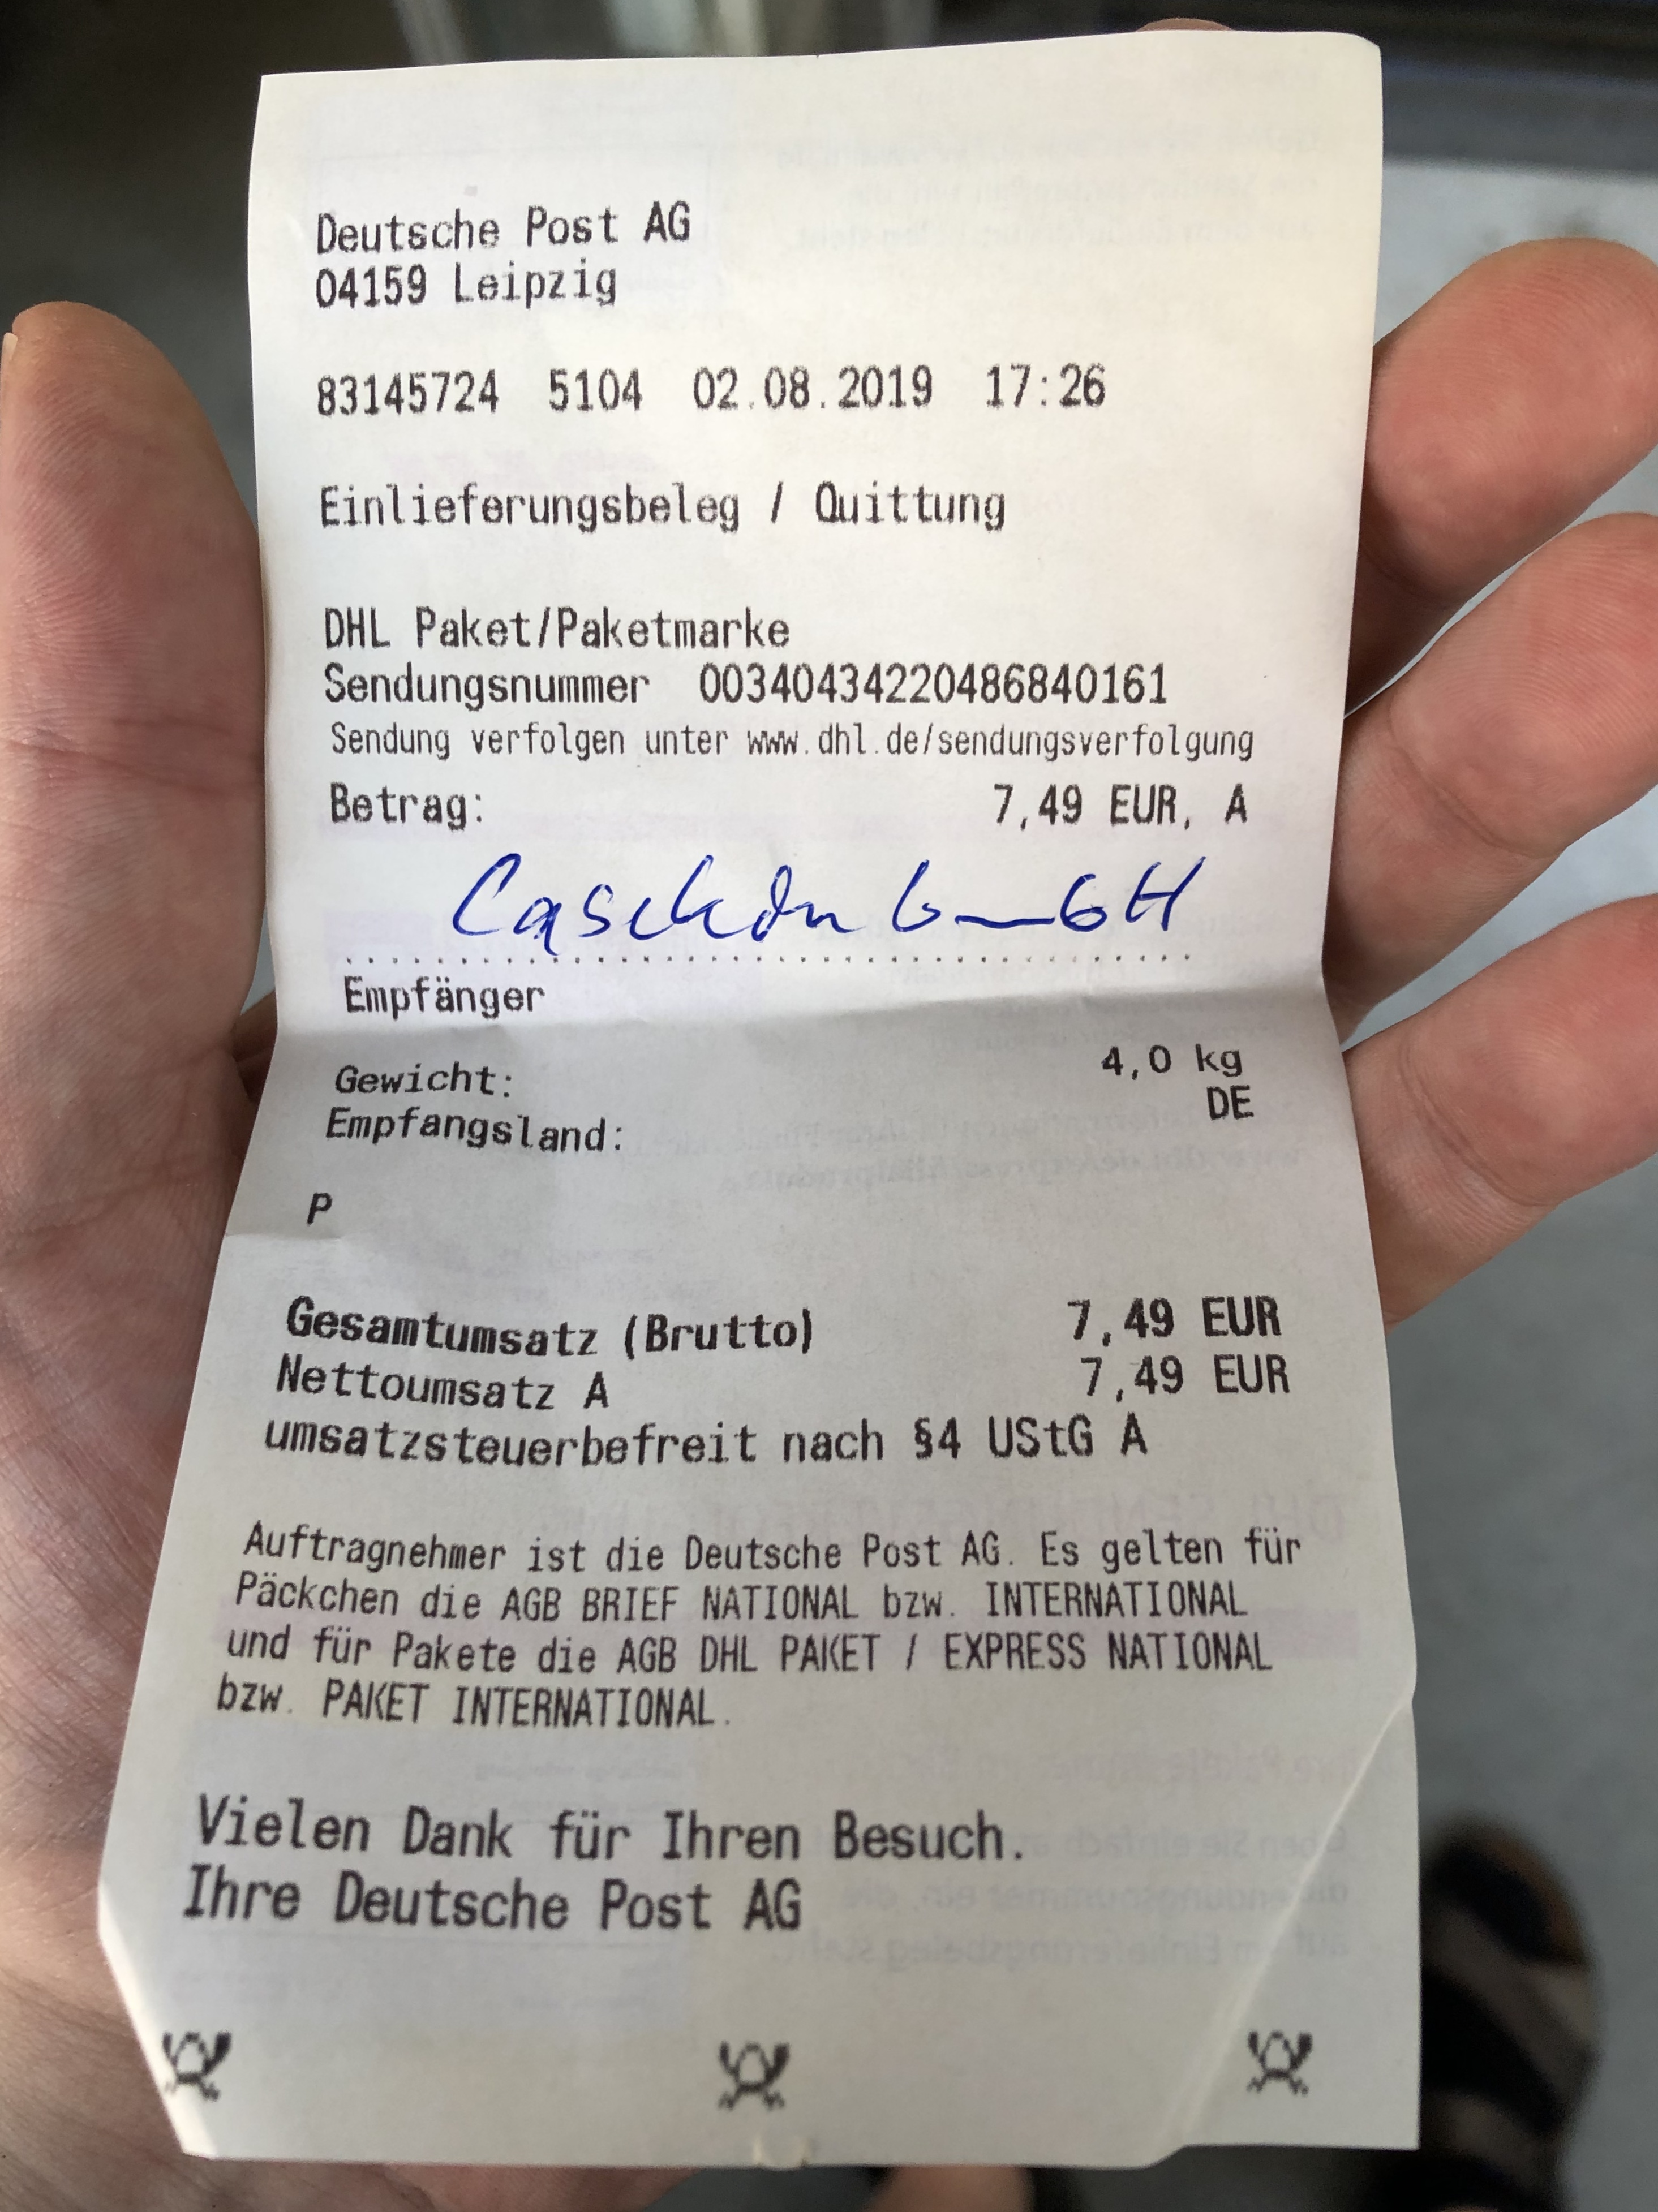 Deutsche Post AG
04159 Leipzig
83145724 5104 02.08.2019 17:26
Einlieferungsbeleg / Quittung
DHL Paket/Paketmarke
Sendungsnummer 00340434220486840161
Sendung verfolgen unter www.dhl.de/sendungsverfolgung
Betrag: 7,49 EUR, A
GmbH
Empfänger
Gewicht: 4,0 kg
Empfangsland: DE
P
Gesamtumsatz (Brutto) 7,49 EUR
Nettoumsatz A 7,49 EUR
umsatzsteuerbefreit nach §4 UStG A
Auftragnehmer ist die Deutsche Post AG. Es gelten für
Päckchen die AGB BRIEF NATIONAL bzw. INTERNATIONAL
und für Pakete die AGB DHL PAKET / EXPRESS NATIONAL
bzw. PAKET INTERNATIONAL.
Vielen Dank für Ihren Besuch.
Ihre Deutsche Post AG